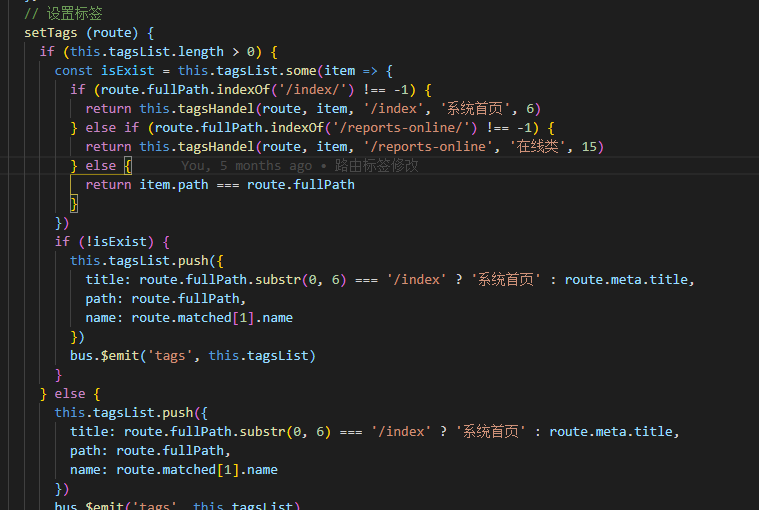 // 设置标签
setTags (route) {
if (this.tagsList.length > 0) {
const isExist = this.tagsList.some(item => {
if (route.fullPath.indexOf('/index/') !== -1) {
return this.tagsHandel(route, item, '/index', '系统首页', 6)
} else if (route.fullPath.indexOf('/reports-online/') !== -1) {
return this.tagsHandel(route, item, '/reports-online', '在线类', 15)
} else { You, 5 months ago • 路由标签修改
return item.path === route.fullPath
}
})
if (!isExist) {
this.tagsList.push({
title: route.fullPath.substr(0, 6) === '/index' ? '系统首页' : route.meta.title,
path: route.fullPath,
name: route.matched[1].name
})
bus.$emit('tags', this.tagsList)
}
} else {
this.tagsList.push({
title: route.fullPath.substr(0, 6) === '/index' ? '系统首页' : route.meta.title,
path: route.fullPath,
name: route.matched[1].name
})
bus.$emit('tags', this.tagsList)